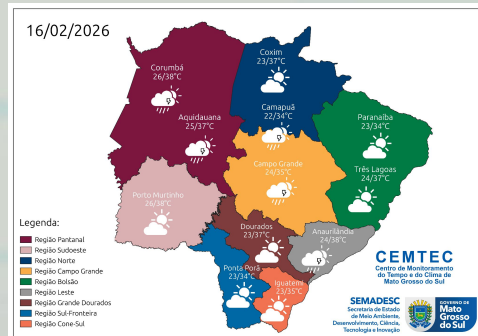 16/02/2026
Coxim
23/37°C
Corumbá
26/38°C
Camapuã
22/34°C
Aquidauana
25/37°C
Paranaíba
23/34°C
Campo Grande
24/35°C
Três Lagoas
24/37°C
Porto Murtinho
26/38°C
Dourados
23/37°C
Anaurilândia
24/38°C
Ponta Porã
23/34°C
Iguatemi
23/35°C
Legenda:
Região Pantanal
Região Sudoeste
Região Norte
Região Campo Grande
Região Bolsão
Região Leste
Região Grande Dourados
Região Sul-Fronteira
Região Cone-Sul
CEMTEC
Centro de Monitoramento
do Tempo e do Clima de
Mato Grosso do Sul
SEMADESC
Secretaria de Estado
de Meio Ambiente,
Desenvolvimento, Ciência,
Tecnologia e Inovação
GOVERNO DE
Mato
Grosso
do Sul